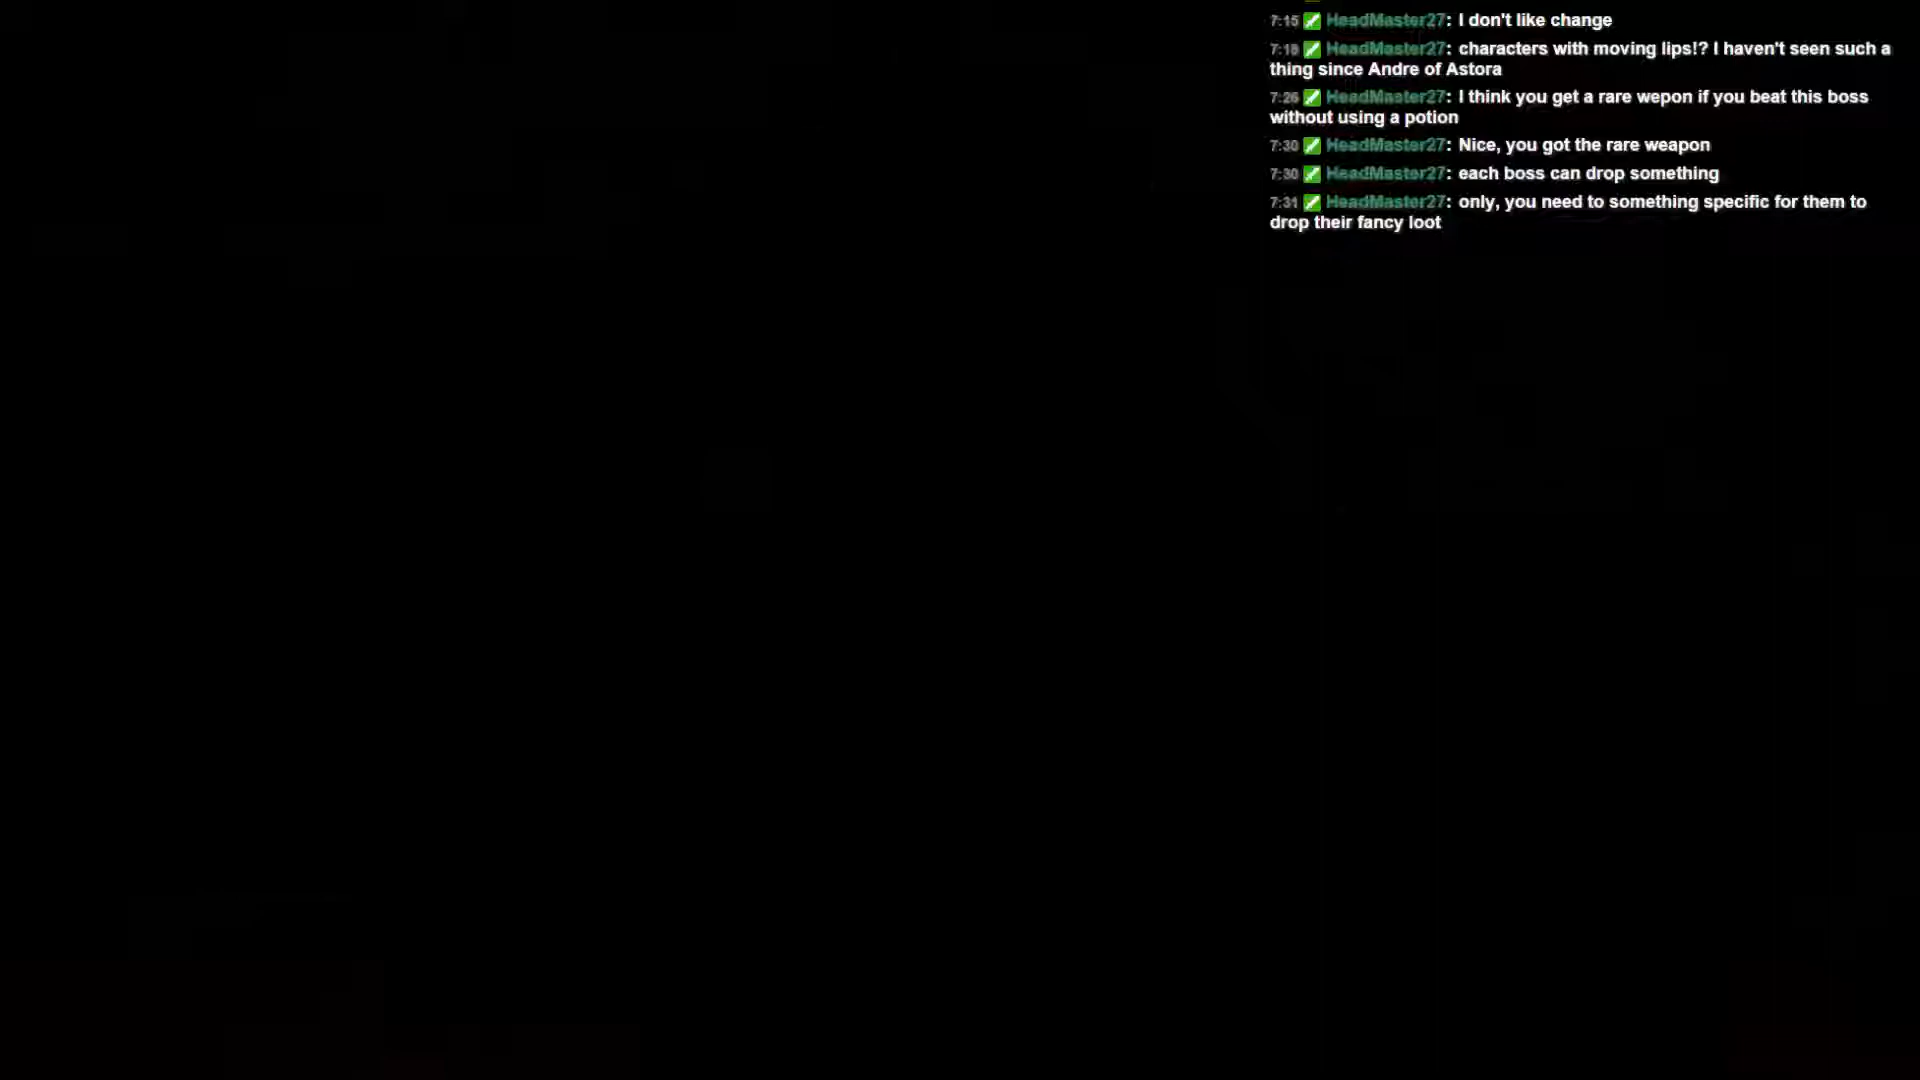 7:15 HeadMaster27: I don't like change
7:18 HeadMaster27: characters with moving lips!? I haven't seen such a
thing since Andre of Astora
7:26 HeadMaster27: I think you get a rare wepon if you beat this boss
without using a potion
7:30 HeadMaster27: Nice, you got the rare weapon
7:30 HeadMaster27: each boss can drop something
7:31 HeadMaster27: only, you need to something specific for them to
drop their fancy loot